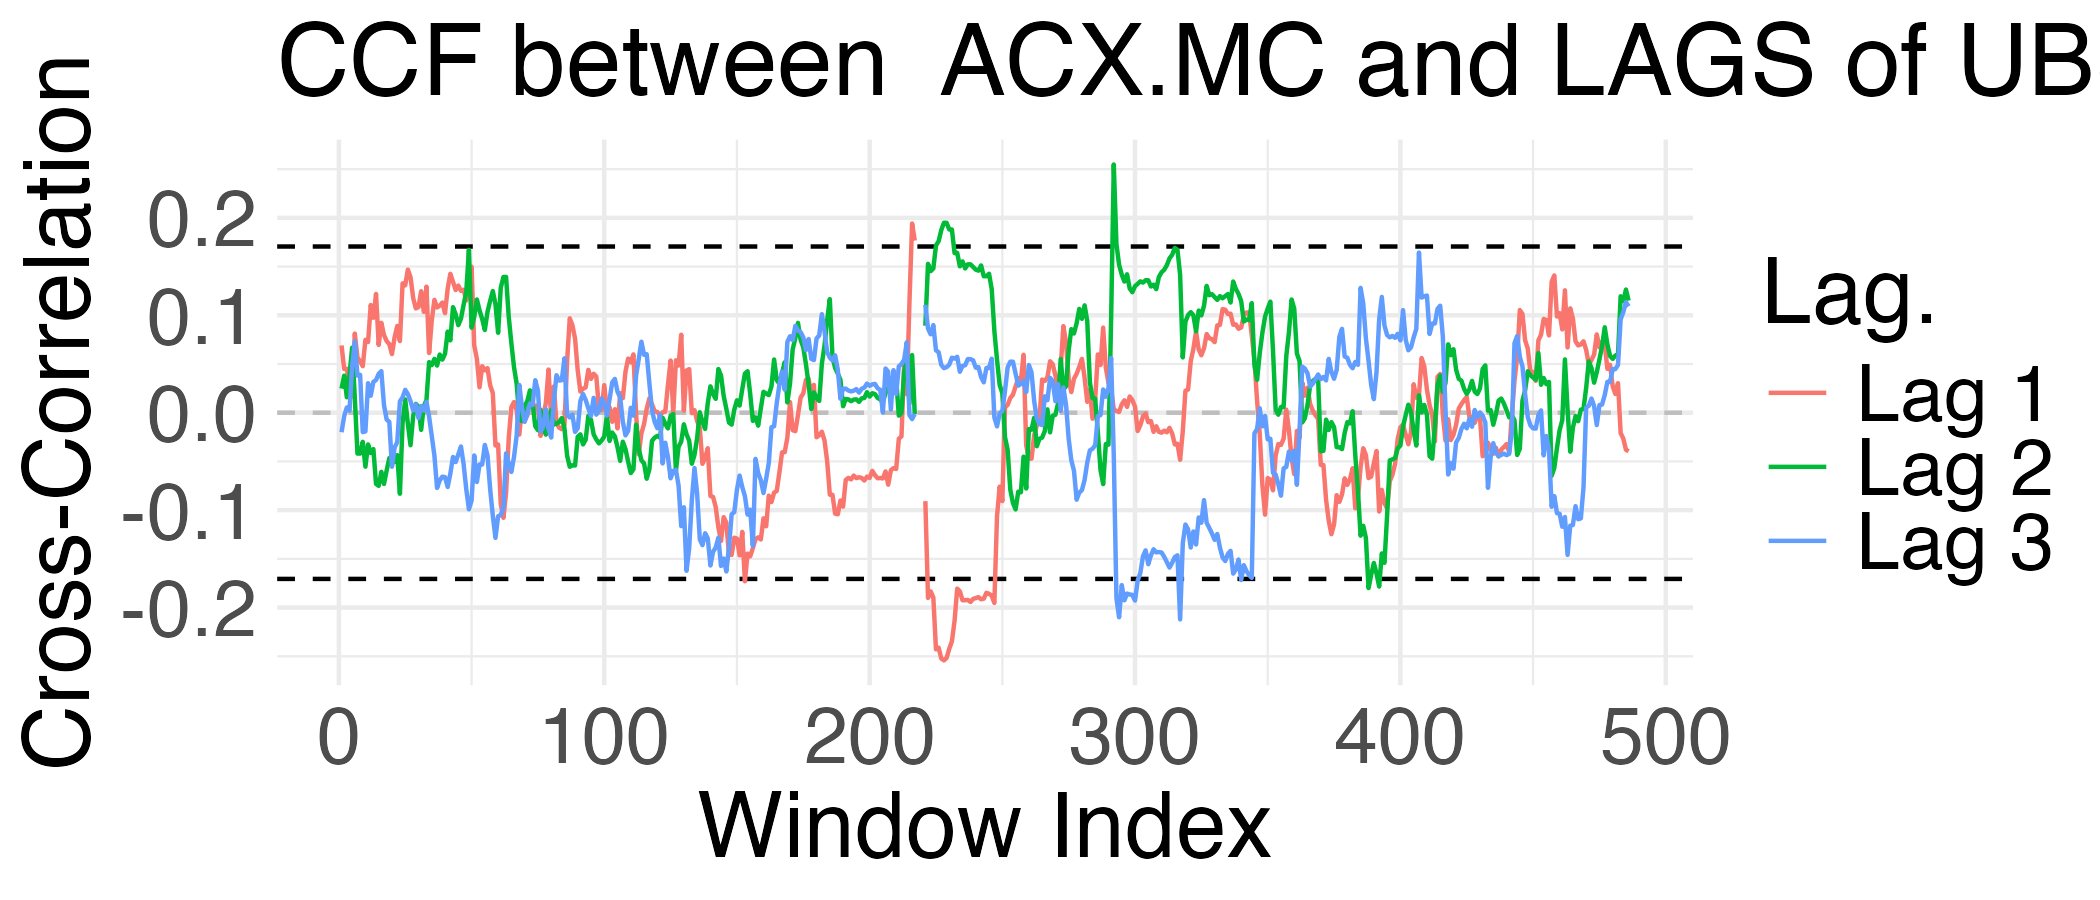 CCF between  ACX.MC and LAGS of UB
Cross-Correlation
0.2
0.1
0.0
-0.1
-0.2
0 100 200 300 400 500
Window Index
Lag.
Lag 1
Lag 2
Lag 3